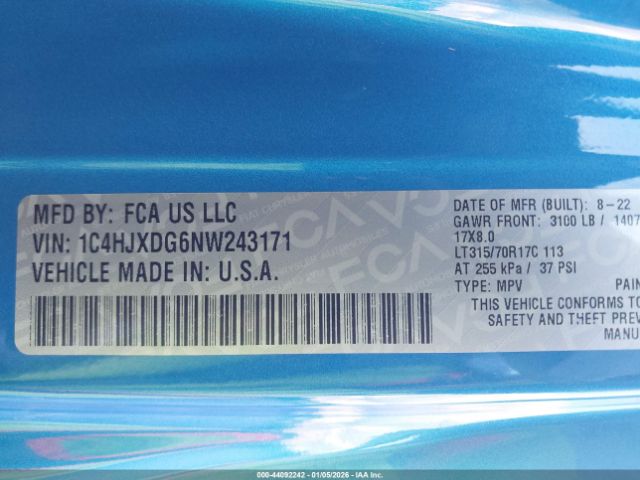 MFD BY: FCA US LLC
VIN: 1C4HJXDG6NW243171
VEHICLE MADE IN: U.S.A.
DATE OF MFR (BUILT): 8-22
GAWR FRONT: 3100 LB / 1407
17X8.0
LT315/70R17C 113
AT 255 kPa / 37 PSI
TYPE: MPV PAIN
THIS VEHICLE CONFORMS TO
SAFETY AND THEFT PREV
MANU
000-44092242 - 01/05/2026 - IAA Inc.